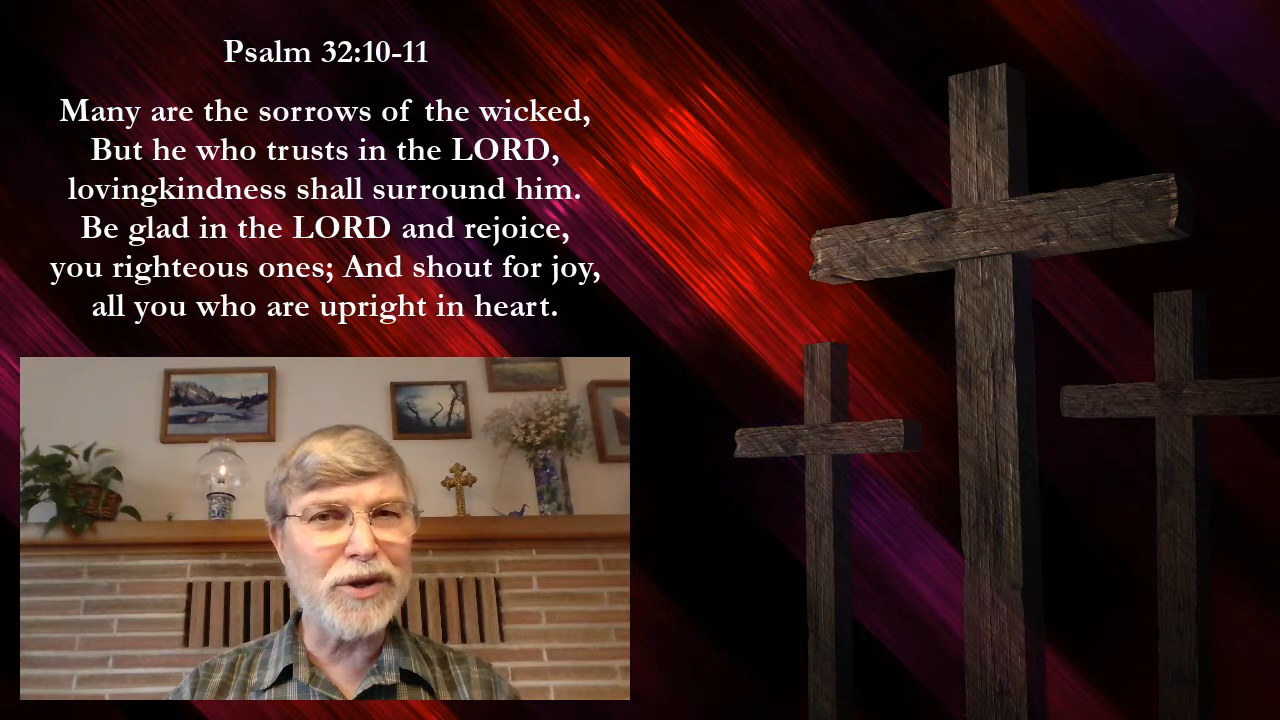 Psalm 32:10-11
Many are the sorrows of the wicked,
But he who trusts in the LORD,
lovingkindness shall surround him.
Be glad in the LORD and rejoice,
you righteous ones; And shout for joy,
all you who are upright in heart.